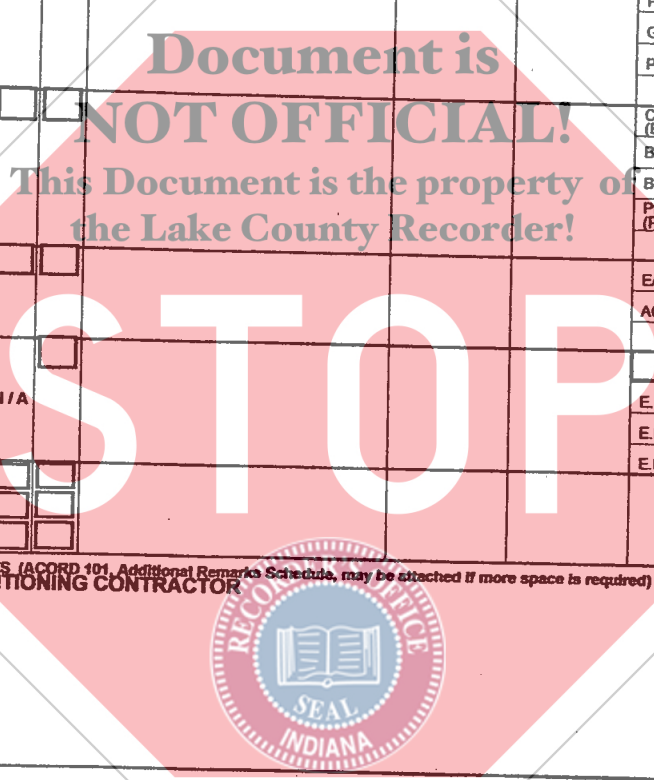 Document is
NOT OFFICIAL!
This Document is the property of
the Lake County Recorder!
STOP
N/A
E.
E.
(ACORD 101, Additional Remarks Schedule, may be attached if more space is required)
TIONING CONTRACTOR
RECORDER'S OFFICE
SEAL
INDIANA